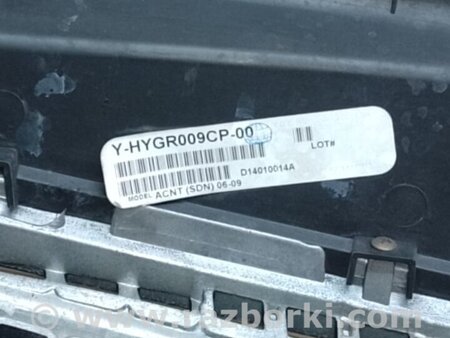 Y-HYGR009CP-00
LOT#
D14010014A
MODEL ACNT (SDN) 06-09
www.razborki.com